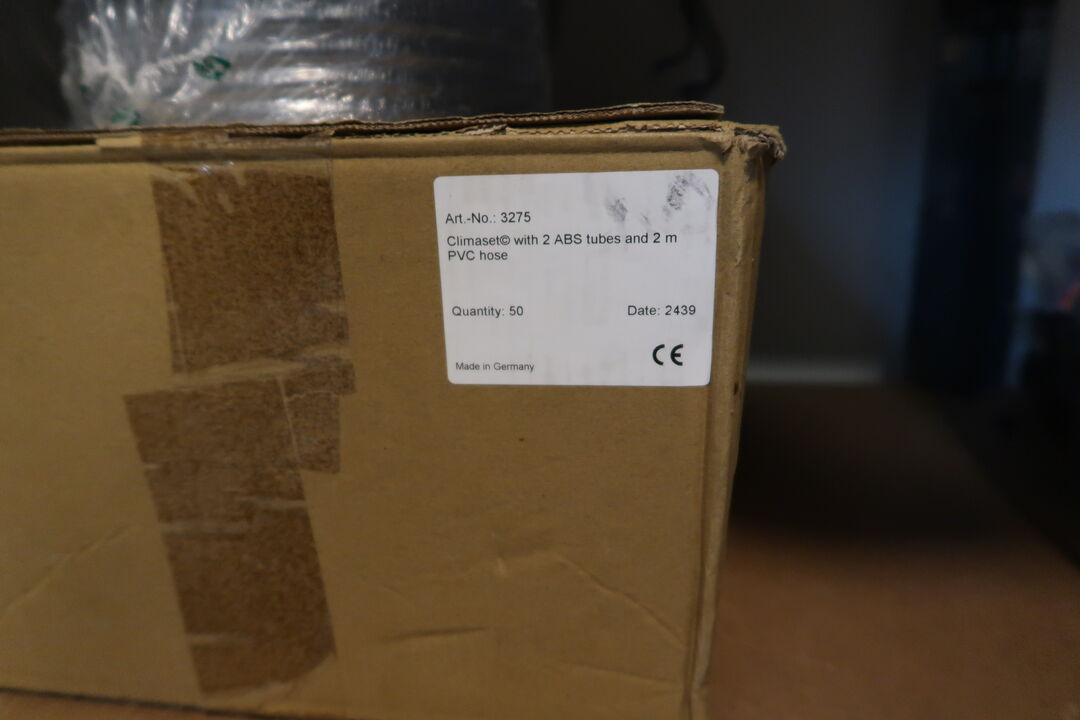 Art.-No.: 3275
Climaset© with 2 ABS tubes and 2 m
PVC hose
Quantity: 50 Date: 2439
Made in Germany CE